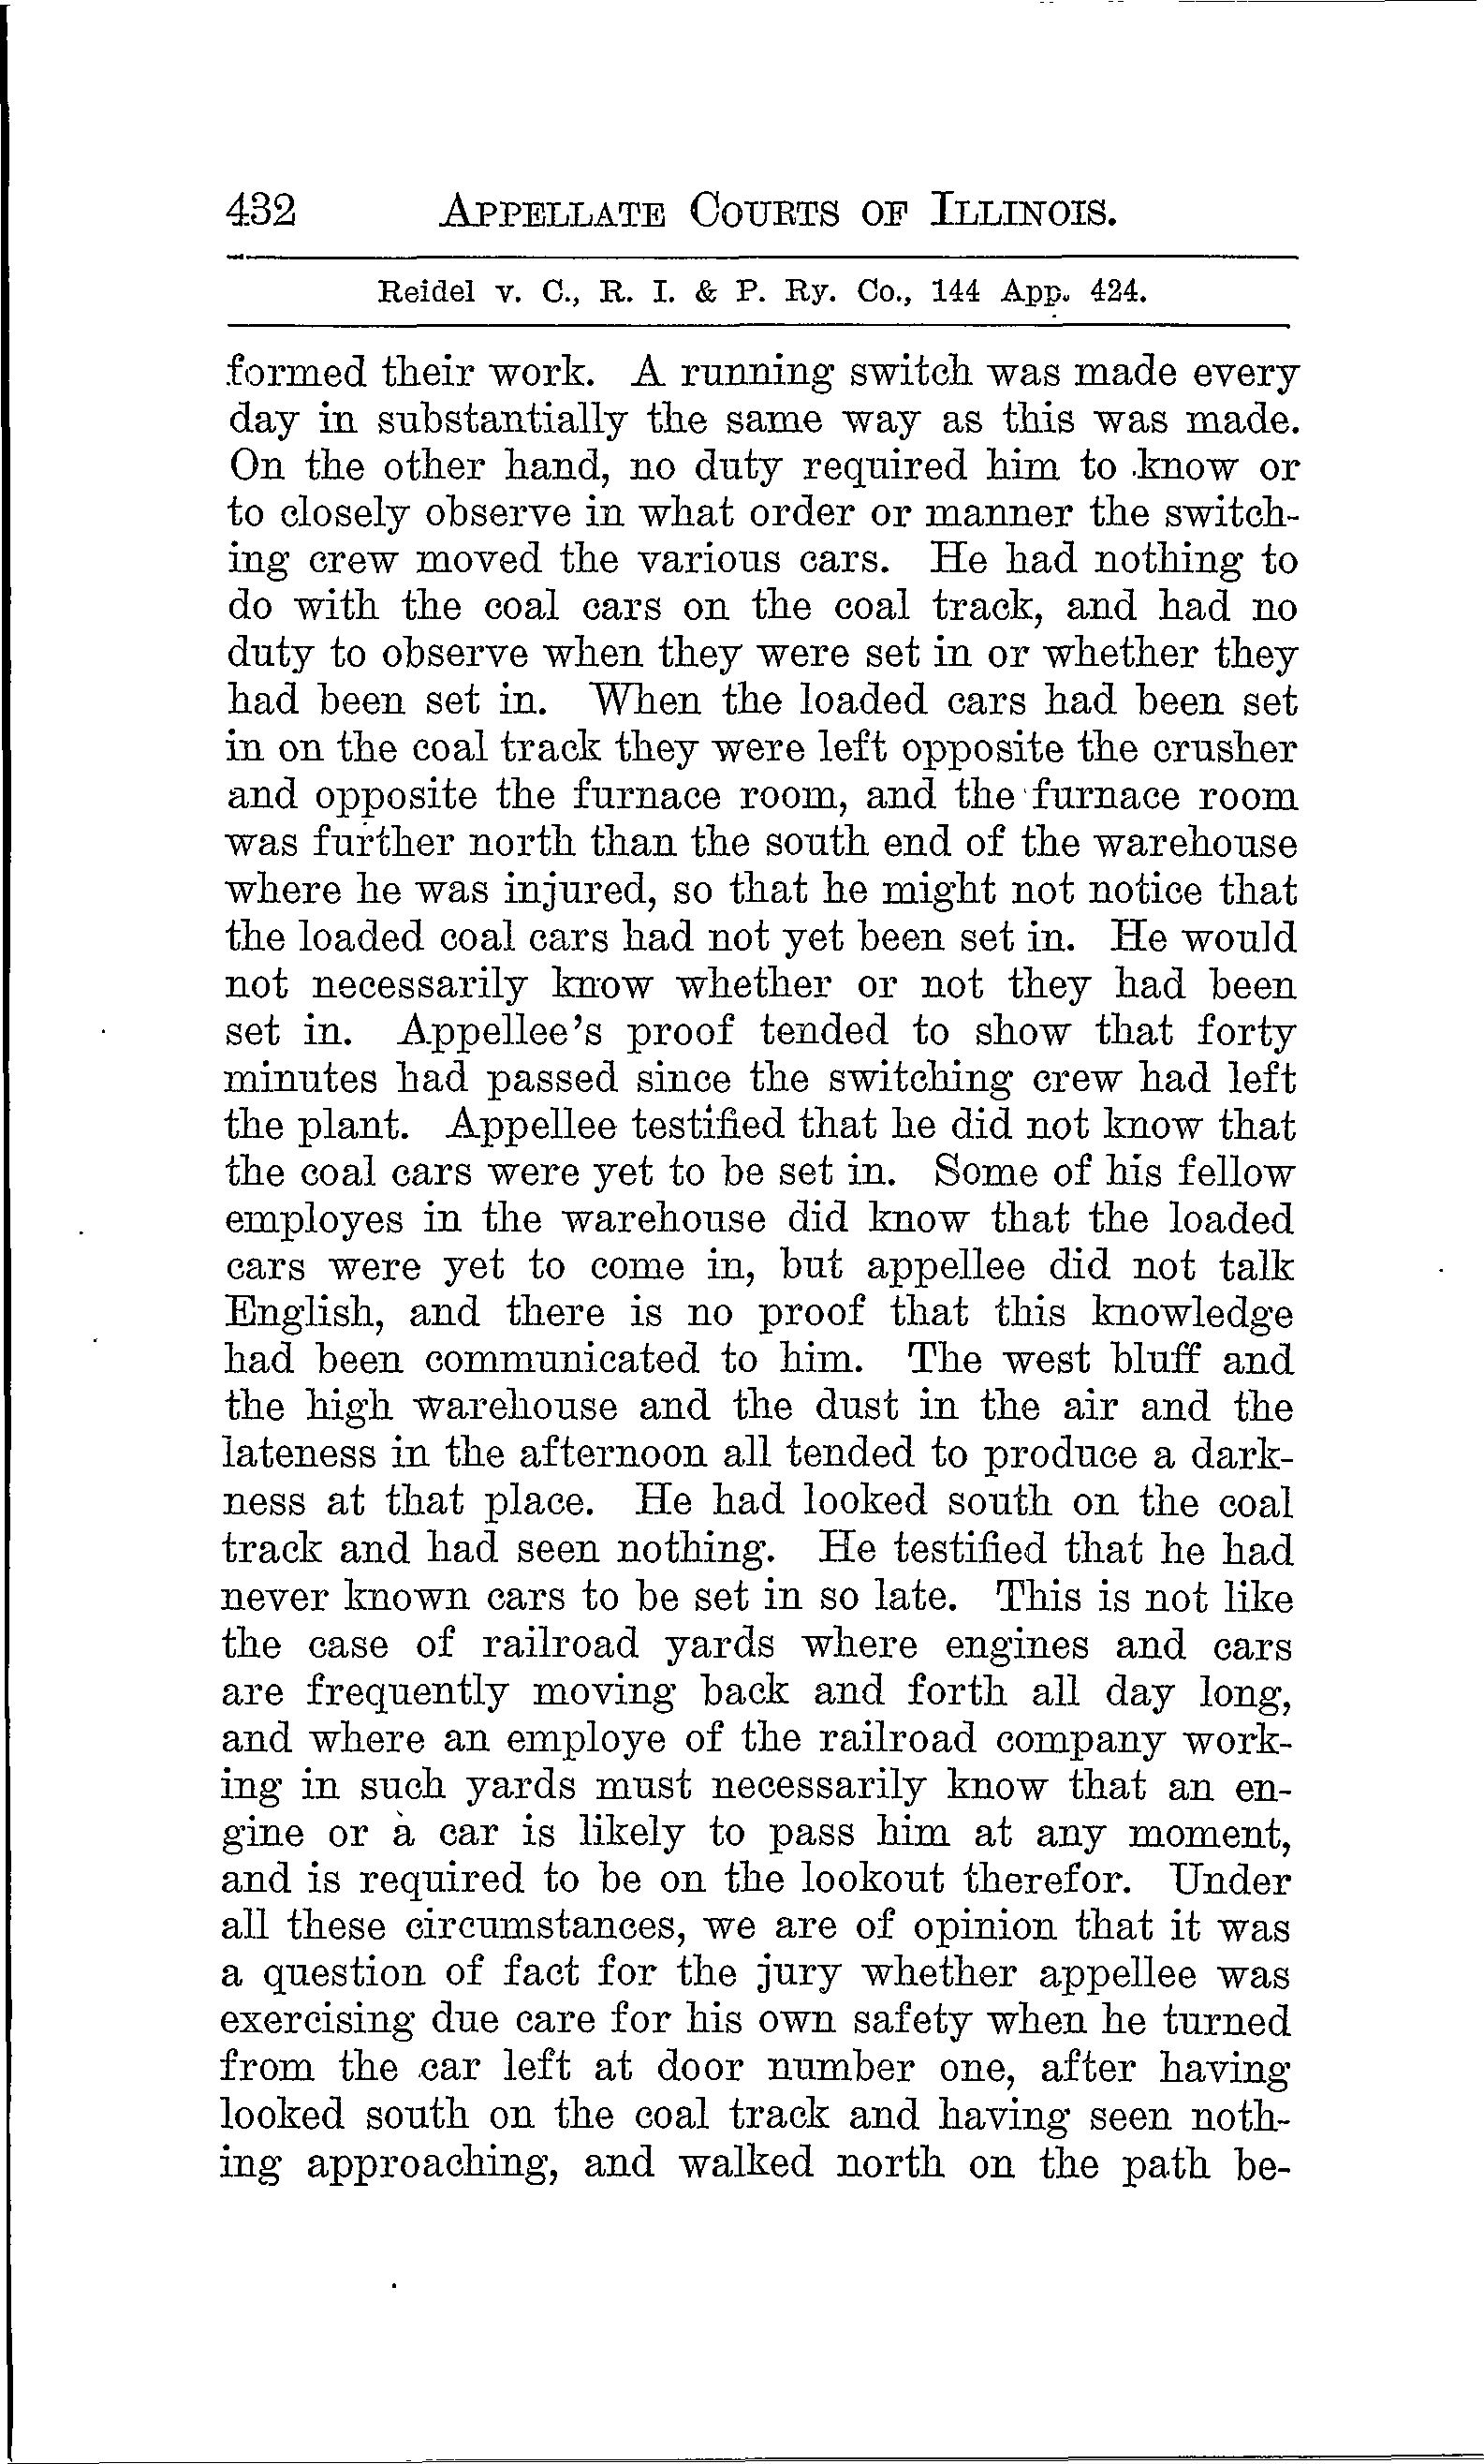 432 APPELLATE COURTS OF ILLINOIS.
Reidel v. C., R. I. & P. Ry. Co., 144 App. 424.
formed their work. A running switch was made every
day in substantially the same way as this was made.
On the other hand, no duty required him to know or
to closely observe in what order or manner the switch-
ing crew moved the various cars. He had nothing to
do with the coal cars on the coal track, and had no
duty to observe when they were set in or whether they
had been set in. When the loaded cars had been set
in on the coal track they were left opposite the crusher
and opposite the furnace room, and the furnace room
was further north than the south end of the warehouse
where he was injured, so that he might not notice that
the loaded coal cars had not yet been set in. He would
not necessarily know whether or not they had been
set in. Appellee's proof tended to show that forty
minutes had passed since the switching crew had left
the plant. Appellee testified that he did not know that
the coal cars were yet to be set in. Some of his fellow
employes in the warehouse did know that the loaded
cars were yet to come in, but appellee did not talk
English, and there is no proof that this knowledge
had been communicated to him. The west bluff and
the high warehouse and the dust in the air and the
lateness in the afternoon all tended to produce a dark-
ness at that place. He had looked south on the coal
track and had seen nothing. He testified that he had
never known cars to be set in so late. This is not like
the case of railroad yards where engines and cars
are frequently moving back and forth all day long,
and where an employe of the railroad company work-
ing in such yards must necessarily know that an en-
gine or a car is likely to pass him at any moment,
and is required to be on the lookout therefor. Under
all these circumstances, we are of opinion that it was
a question of fact for the jury whether appellee was
exercising due care for his own safety when he turned
from the car left at door number one, after having
looked south on the coal track and having seen noth-
ing approaching, and walked north on the path be-